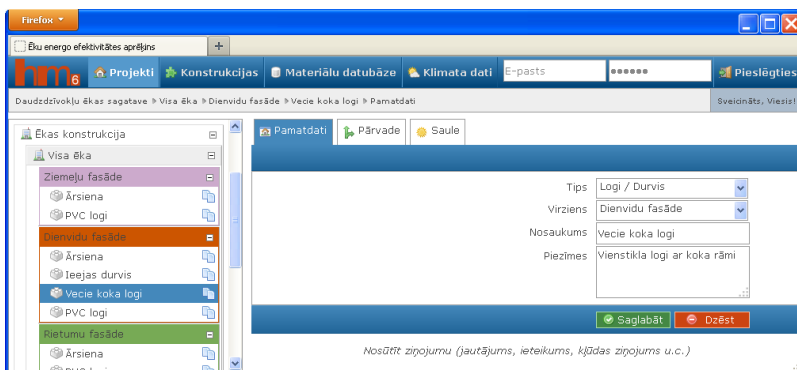 Firefox
Ēku energo efektivitātes aprēķins
hm6 Projekti Konstrukcijas Materiālu datubāze Klimata dati E-pasts •••••• Pieslēgties
Daudzdzīvokļu ēkas sagatave Visa ēka Dienvidu fasāde Vecie koka logi Pamatdati Sveicināts, Viesis!
Ēkas konstrukcija
Visa ēka
Ziemeļu fasāde
Ārsiena
PVC logi
Dienvidu fasāde
Ārsiena
Ieejas durvis
Vecie koka logi
PVC logi
Rietumu fasāde
Ārsiena
Pamatdati Pārvade Saule
Tips Logi / Durvis
Virziens Dienvidu fasāde
Nosaukums Vecie koka logi
Piezīmes Vienstikla logi ar koka rāmi
Saglabāt Dzēst
Nosūtīt ziņojumu (jautājums, ieteikums, kļūdas ziņojums u.c.)